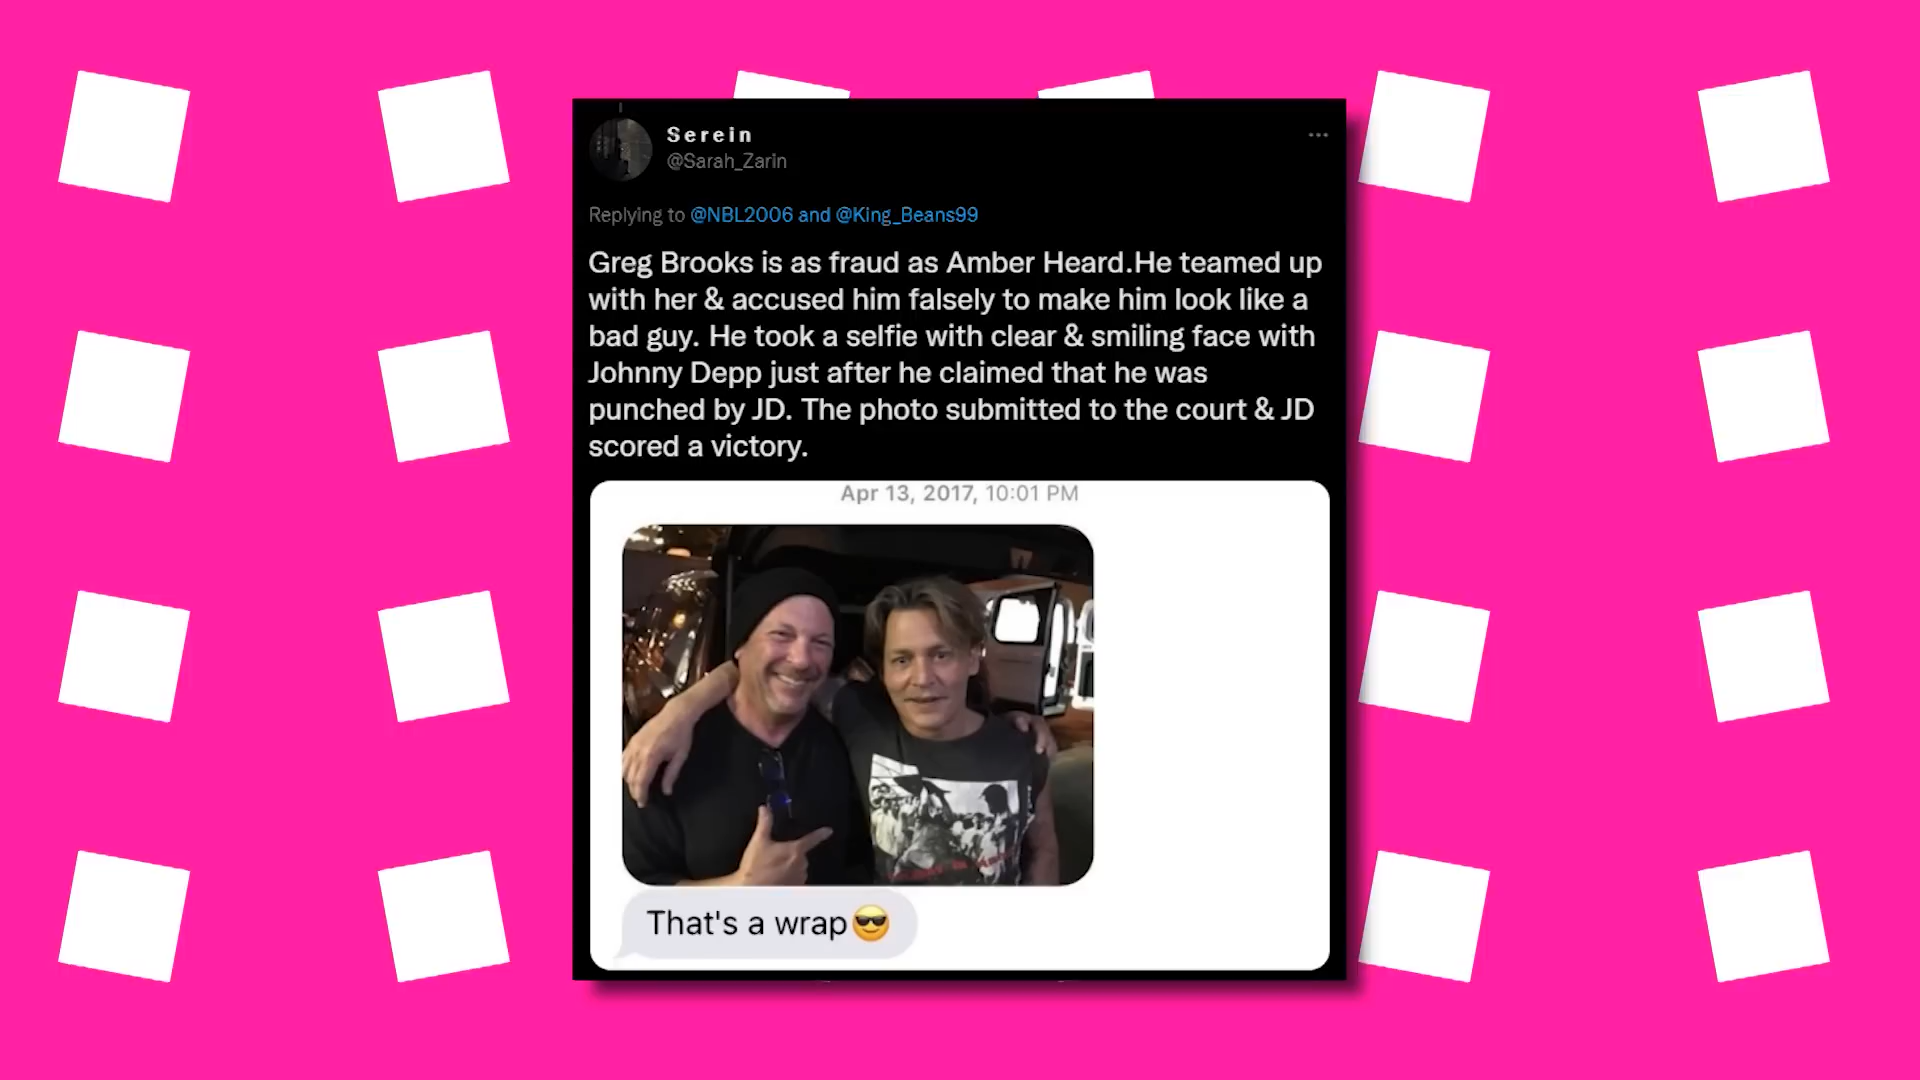 Serein
@Sarah_Zarin
Replying to @NBL2006 and @King_Beans99
Greg Brooks is as fraud as Amber Heard.He teamed up
with her & accused him falsely to make him look like a
bad guy. He took a selfie with clear & smiling face with
Johnny Depp just after he claimed that he was
punched by JD. The photo submitted to the court & JD
scored a victory.
Apr 13, 2017, 10:01 PM
That's a wrap😎